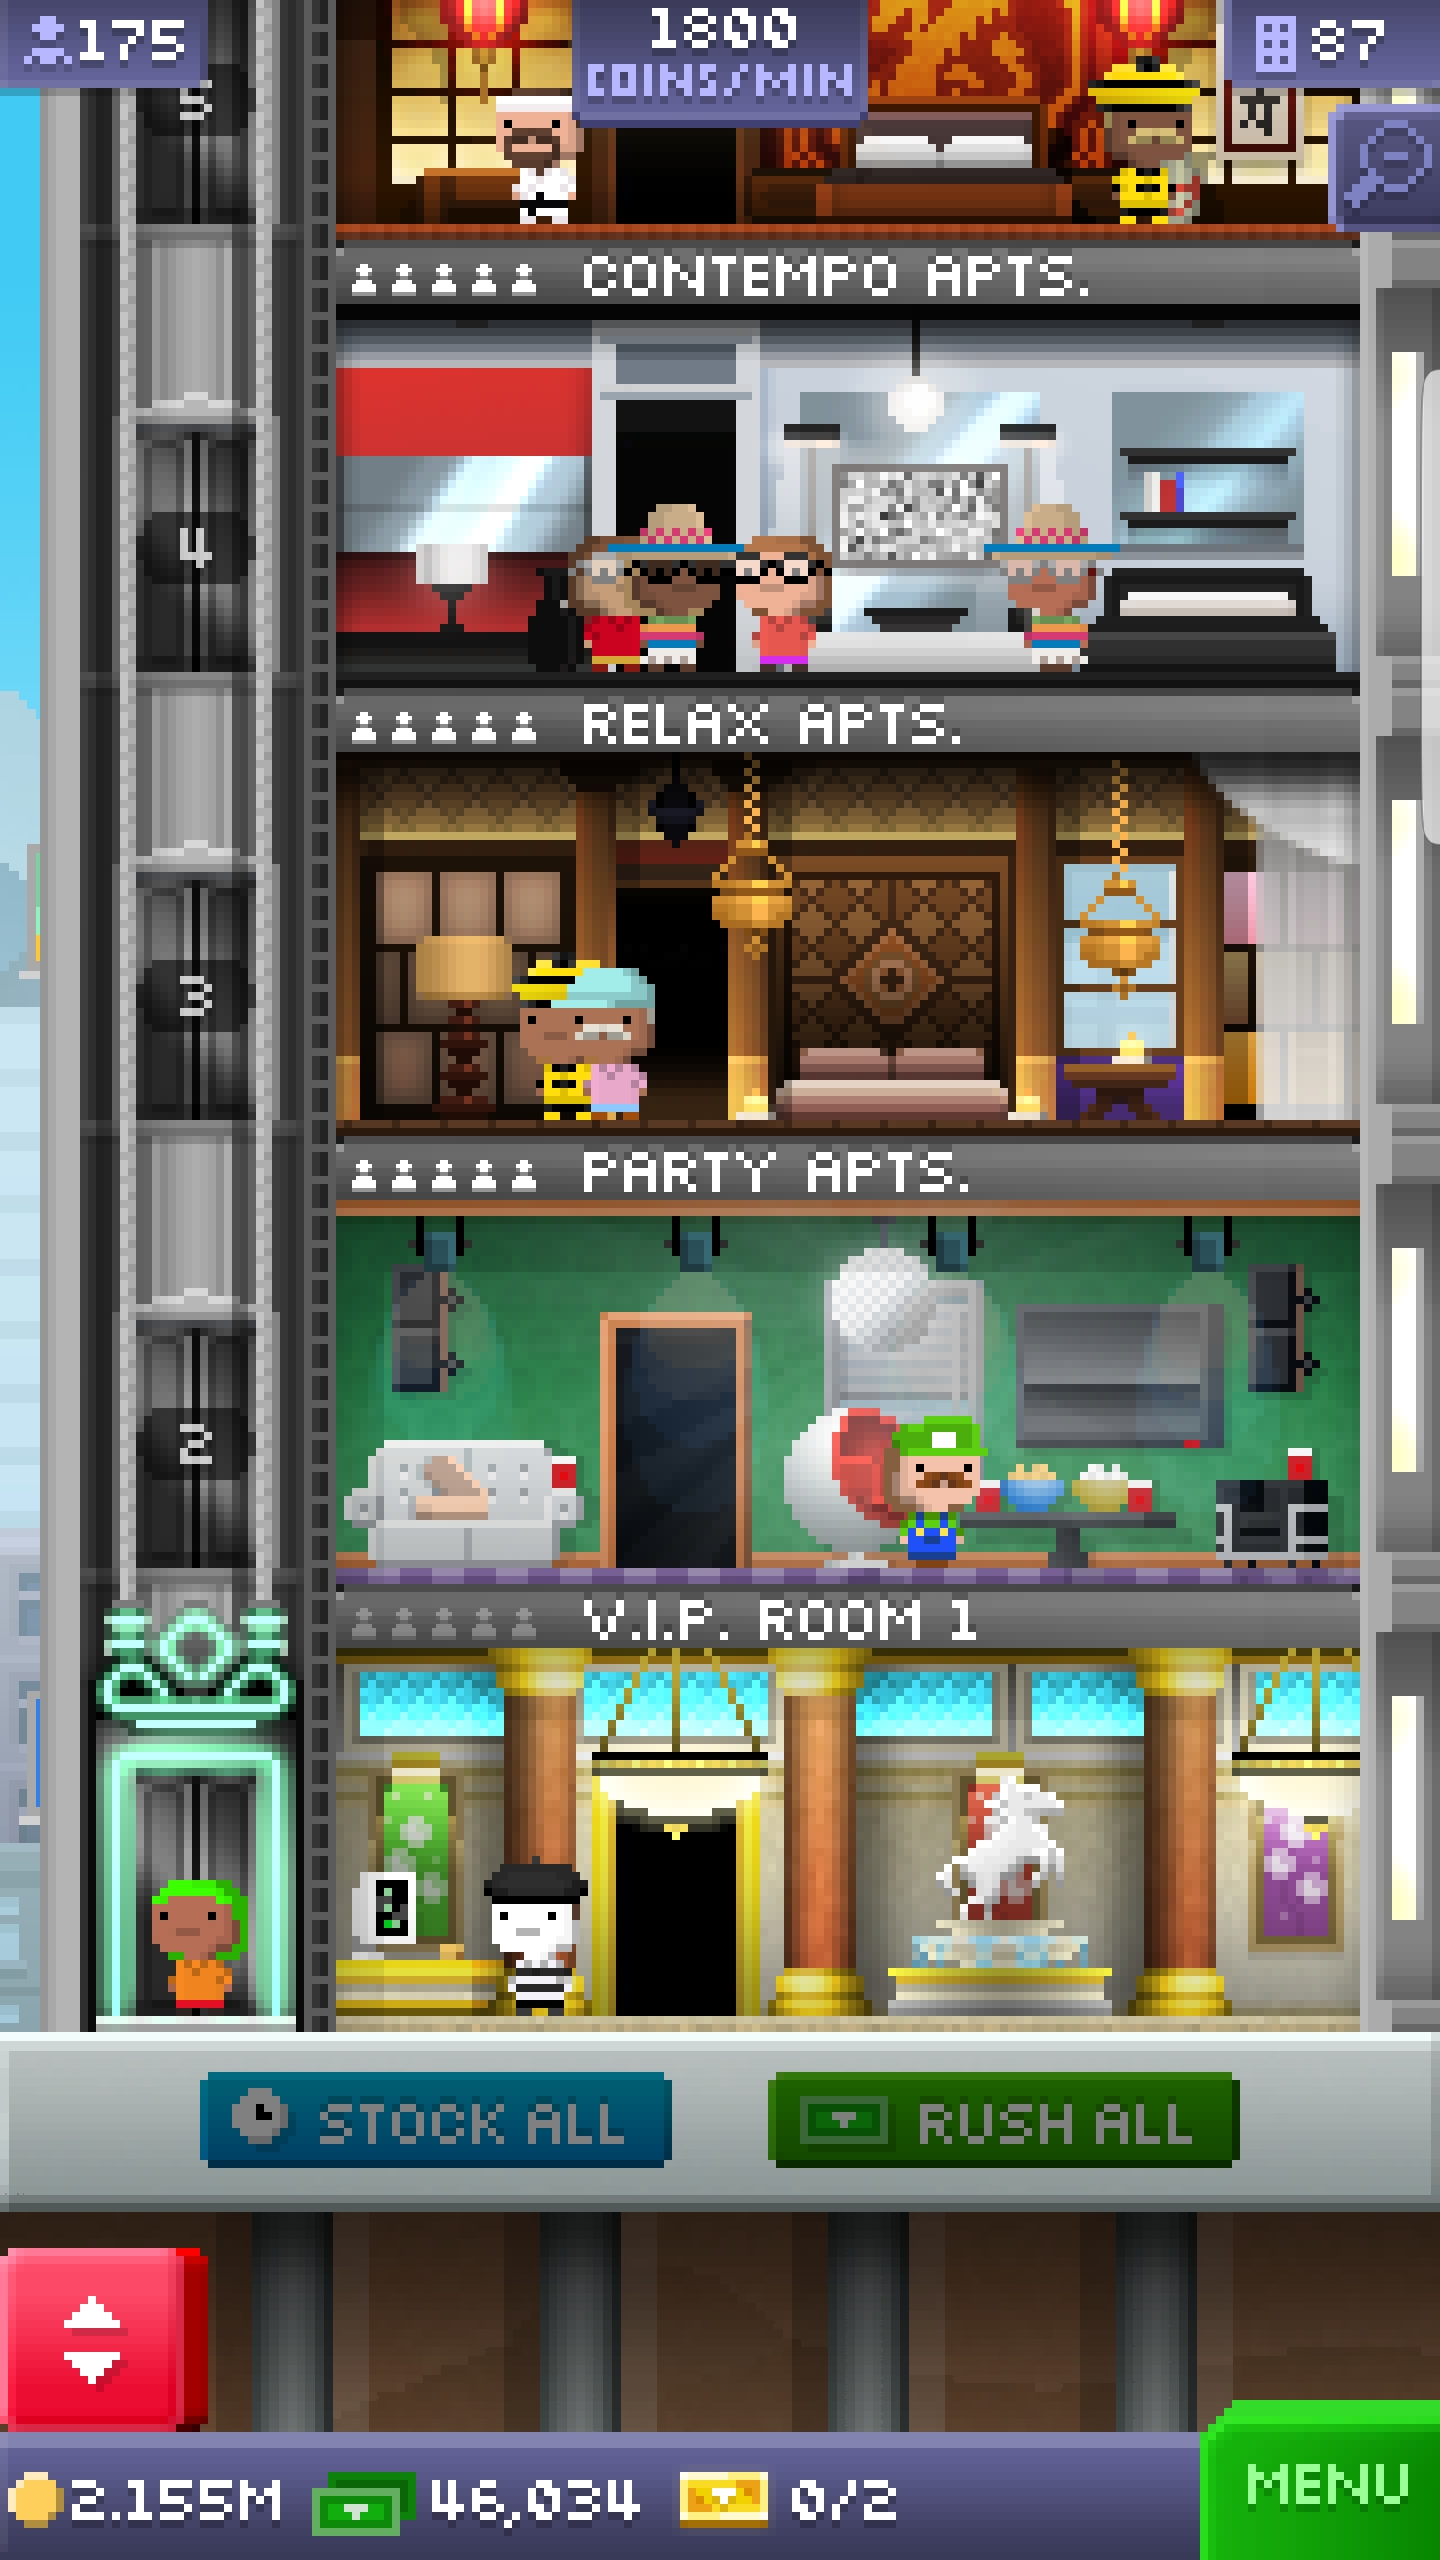 175
1800
COINS/MIN
87
5
CONTEMPO APTS.
4
RELAX APTS.
3
PARTY APTS.
2
V.I.P. ROOM 1
STOCK ALL
RUSH ALL
2.155M
46,034
0/2
MENU